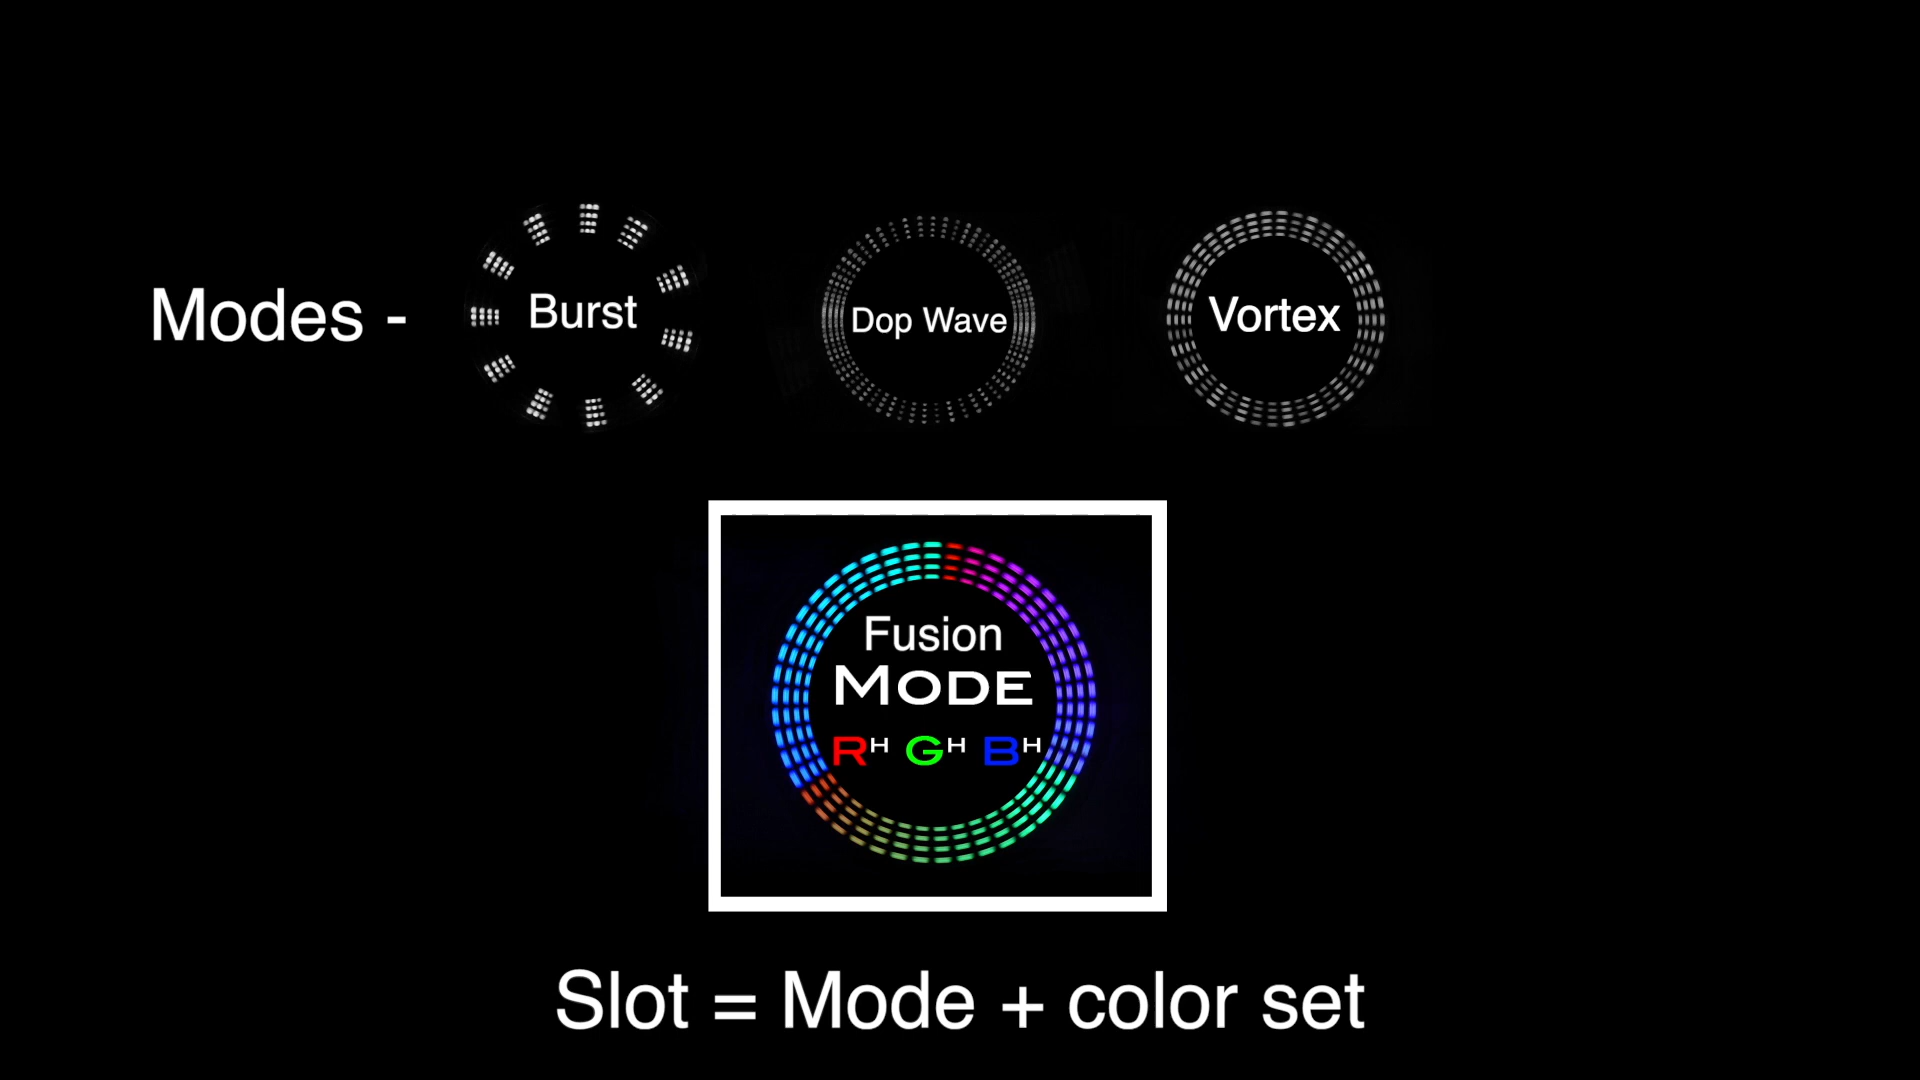 Modes - Burst Dop Wave Vortex
Fusion
MODE
RH GH BH
Slot = Mode + color set